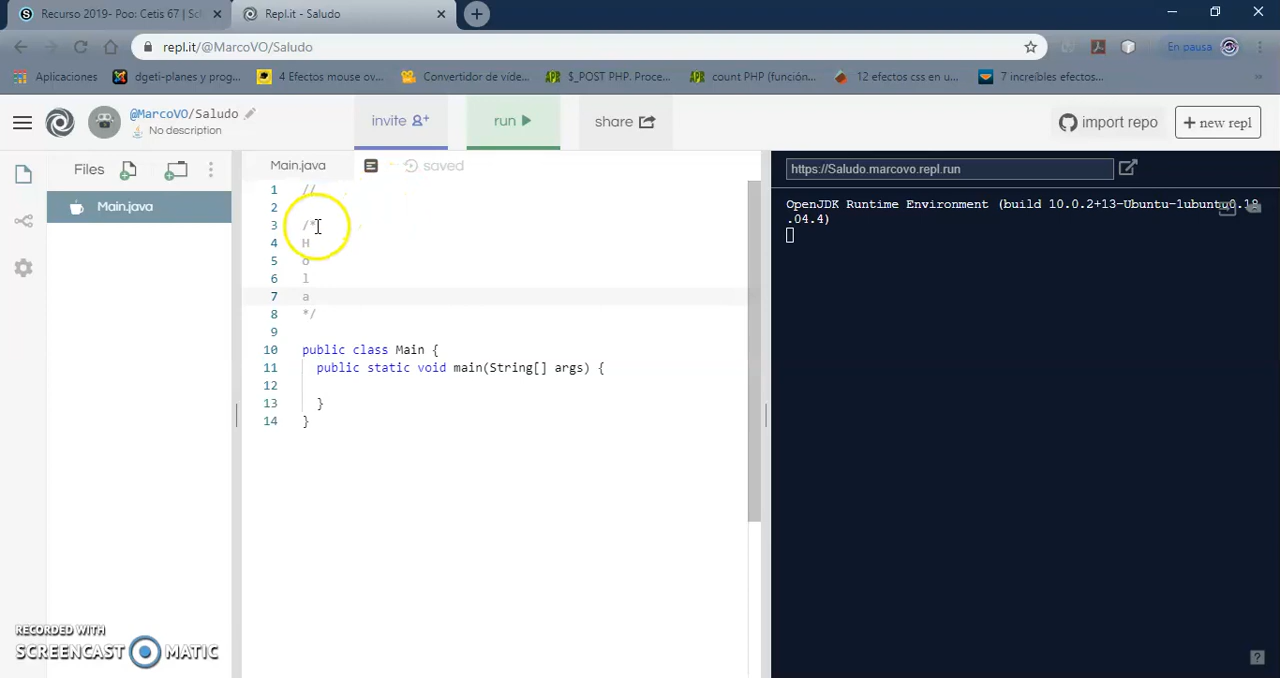 Recurso 2019- Poo: Cetis 67 | Sc
Repl.it - Saludo
repl.it/@MarcoVO/Saludo
En pausa
Aplicaciones
dgeti-planes y prog...
4 Efectos mouse ov...
Convertidor de víde...
$_POST PHP. Proce...
count PHP (función...
12 efectos css en u...
7 increíbles efectos...
@MarcoVO/Saludo
No description
invite
run
share
import repo
+ new repl
Files
Main.java
Main.java
saved
https://Saludo.marcovo.repl.run
1 //
2
3 /*
4 H
5 o
6 l
7 a
8 */
9
10 public class Main {
11 public static void main(String[] args) {
12
13 }
14 }
OpenJDK Runtime Environment (build 10.0.2+13-Ubuntu-1ubuntu0.18
.04.4)
RECORDED WITH
SCREENCAST MATIC
?